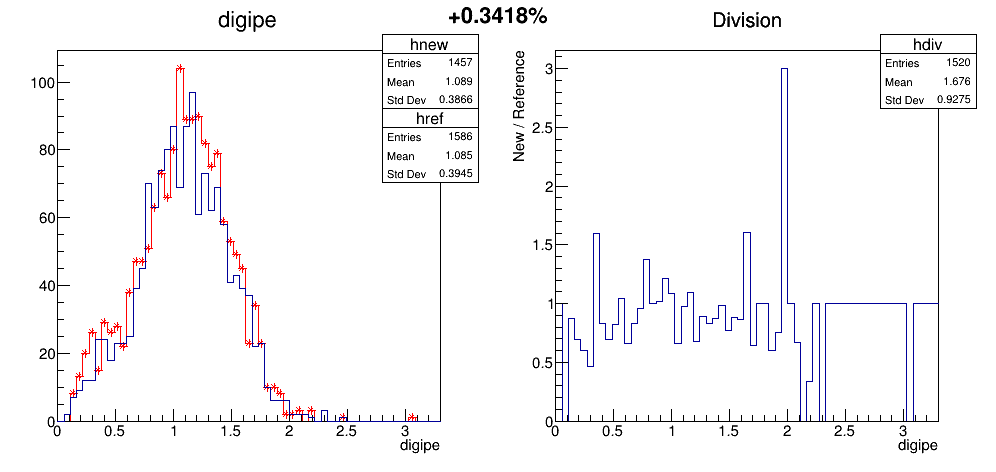 digipe
+0.3418%
Division
hnew
Entries 1457
Mean 1.089
Std Dev 0.3866
href
Entries 1586
Mean 1.085
Std Dev 0.3945
100
80
60
40
20
0
0 0.5 1 1.5 2 2.5 3
digipe
hdiv
Entries 1520
Mean 1.676
Std Dev 0.9275
New / Reference
3
2.5
2
1.5
1
0.5
0
0 0.5 1 1.5 2 2.5 3
digipe